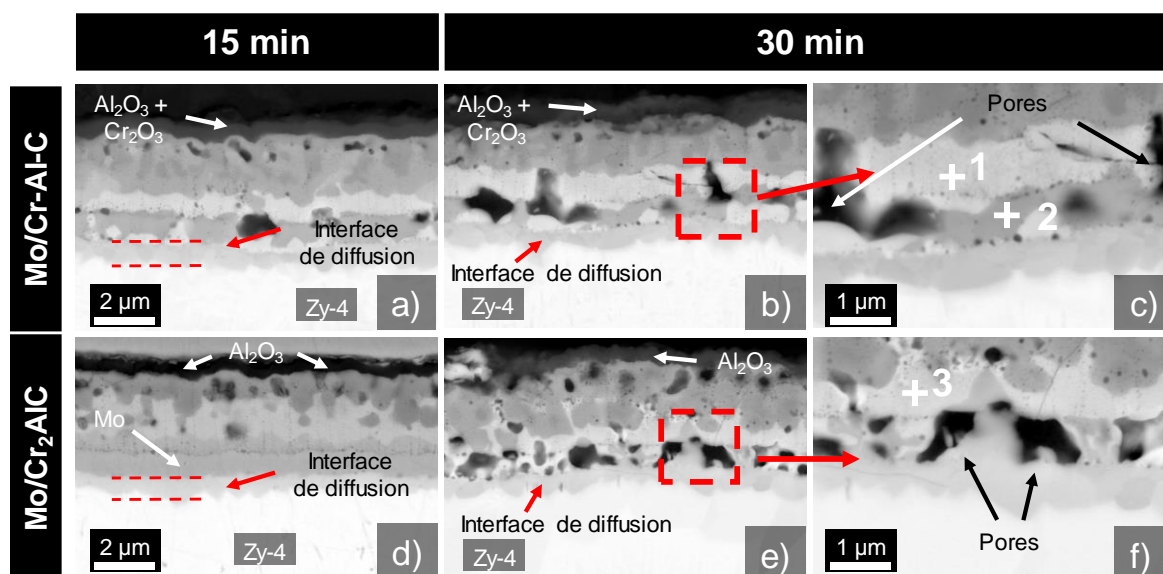 15 min
30 min
Mo/Cr-Al-C
Al₂O₃ +
Cr₂O₃
Interface
de diffusion
2 µm
Zy-4
a)
Al₂O₃ +
Cr₂O₃
Interface de diffusion
Zy-4
b)
Pores
+1
+ 2
1 µm
c)
Mo/Cr₂AlC
Al₂O₃
Mo
Interface
de diffusion
2 µm
Zy-4
d)
Al₂O₃
Interface de diffusion
Zy-4
e)
+3
Pores
1 µm
f)